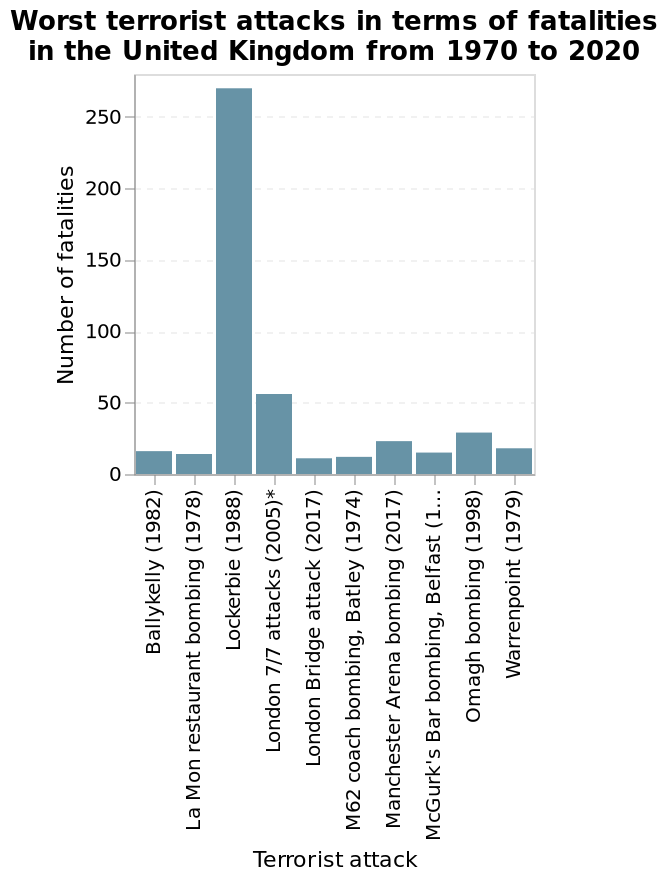 Worst terrorist attacks in terms of fatalities
in the United Kingdom from 1970 to 2020
Number of fatalities
250
200
150
100
50
0
Ballykelly (1982)
La Mon restaurant bombing (1978)
Lockerbie (1988)
London 7/7 attacks (2005)*
London Bridge attack (2017)
M62 coach bombing, Batley (1974)
Manchester Arena bombing (2017)
McGurk's Bar bombing, Belfast (1...
Omagh bombing (1998)
Warrenpoint (1979)
Terrorist attack